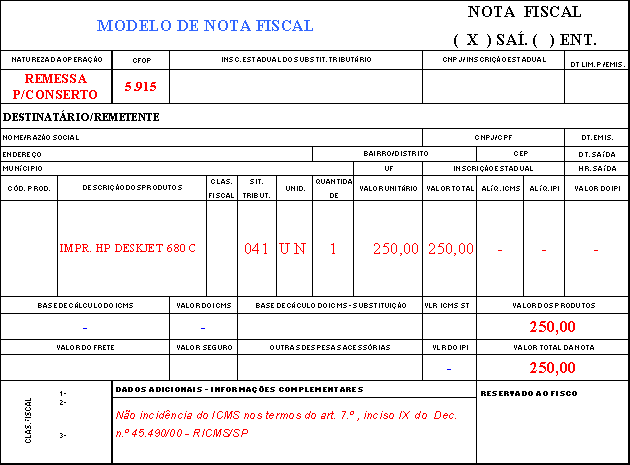 MODELO DE NOTA FISCAL
NOTA FISCAL
( X ) SAÍ. ( ) ENT.
NATUREZA DA OPERAÇÃO CFOP INSC. ESTADUAL DO SUBSTIT. TRIBUTÁRIO CNPJ/INSCRIÇÃO ESTADUAL DT LIM. P/EMIS.
REMESSA
P/CONSERTO
5.915
DESTINATÁRIO/REMETENTE
NOME/RAZÃO SOCIAL CNPJ/CPF DT. EMIS.
ENDEREÇO BAIRRO/DISTRITO CEP DT. SAÍDA
MUNICÍPIO UF INSCRIÇÃO ESTADUAL HR. SAÍDA
CÓD. PROD. DESCRIÇÃO DOS PRODUTOS CLAS. FISCAL SIT. TRIBUT. UNID. QUANTIDA DE VALOR UNITÁRIO VALOR TOTAL ALÍQ. ICMS ALÍQ. IPI VALOR DO IPI
IMPR. HP DESKJET 680 C 041 UN 1 250,00 250,00 - - -
BASE DE CÁLCULO DO ICMS VALOR DO ICMS BASE DE CÁCULO DO ICMS - SUBSTITUIÇÃO VLR ICMS ST VALOR DOS PRODUTOS
- - 250,00
VALOR DO FRETE VALOR SEGURO OUTRAS DESPESAS ACESSÓRIAS VLR DO IPI VALOR TOTAL DA NOTA
- 250,00
CLAS. FISCAL
1-
2-
3-
DADOS ADICIONAIS - INFORMAÇÕES COMPLEMENTARES
Não incidência do ICMS nos termos do art. 7.º , inciso IX do Dec.
n.º 45.490/00 - RICMS/SP
RESERVADO AO FISCO